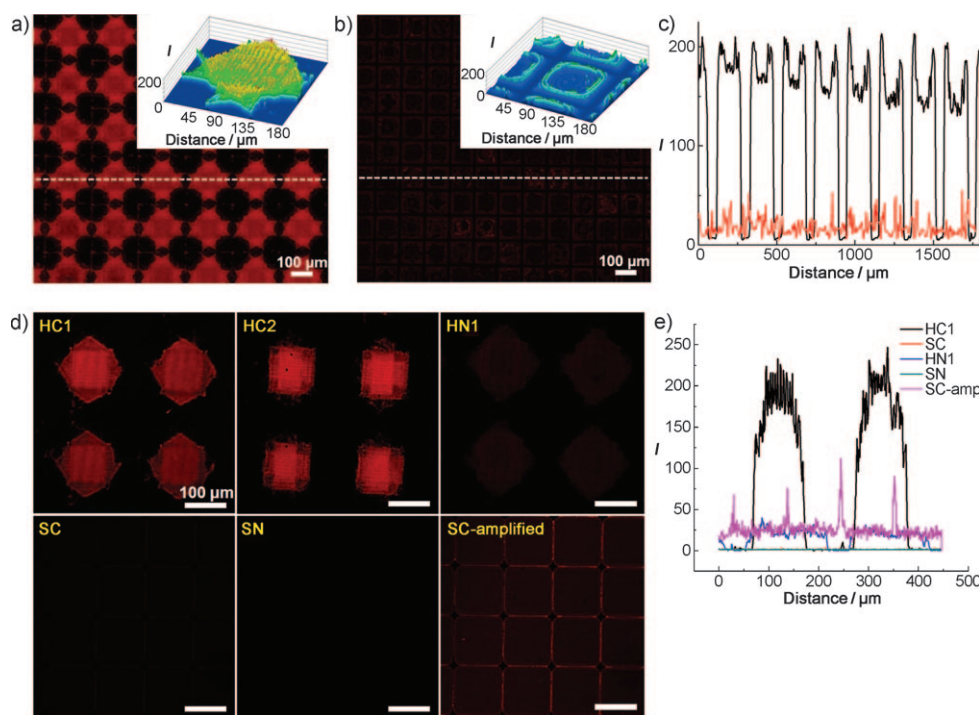 a)
I
200
0
45
90
135
180
Distance / μm
100 μm
b)
I
200
0
45
90
135
180
Distance / μm
100 μm
c)
200
I
100
200
0
500
1000
1500
Distance / μm
d)
HC1
HC2
HN1
100 μm
SC
SN
SC-amplified
e)
250
200
150
I
100
50
0
HC1
SC
HN1
SN
SC-amp
0
100
200
300
400
500
Distance / μm